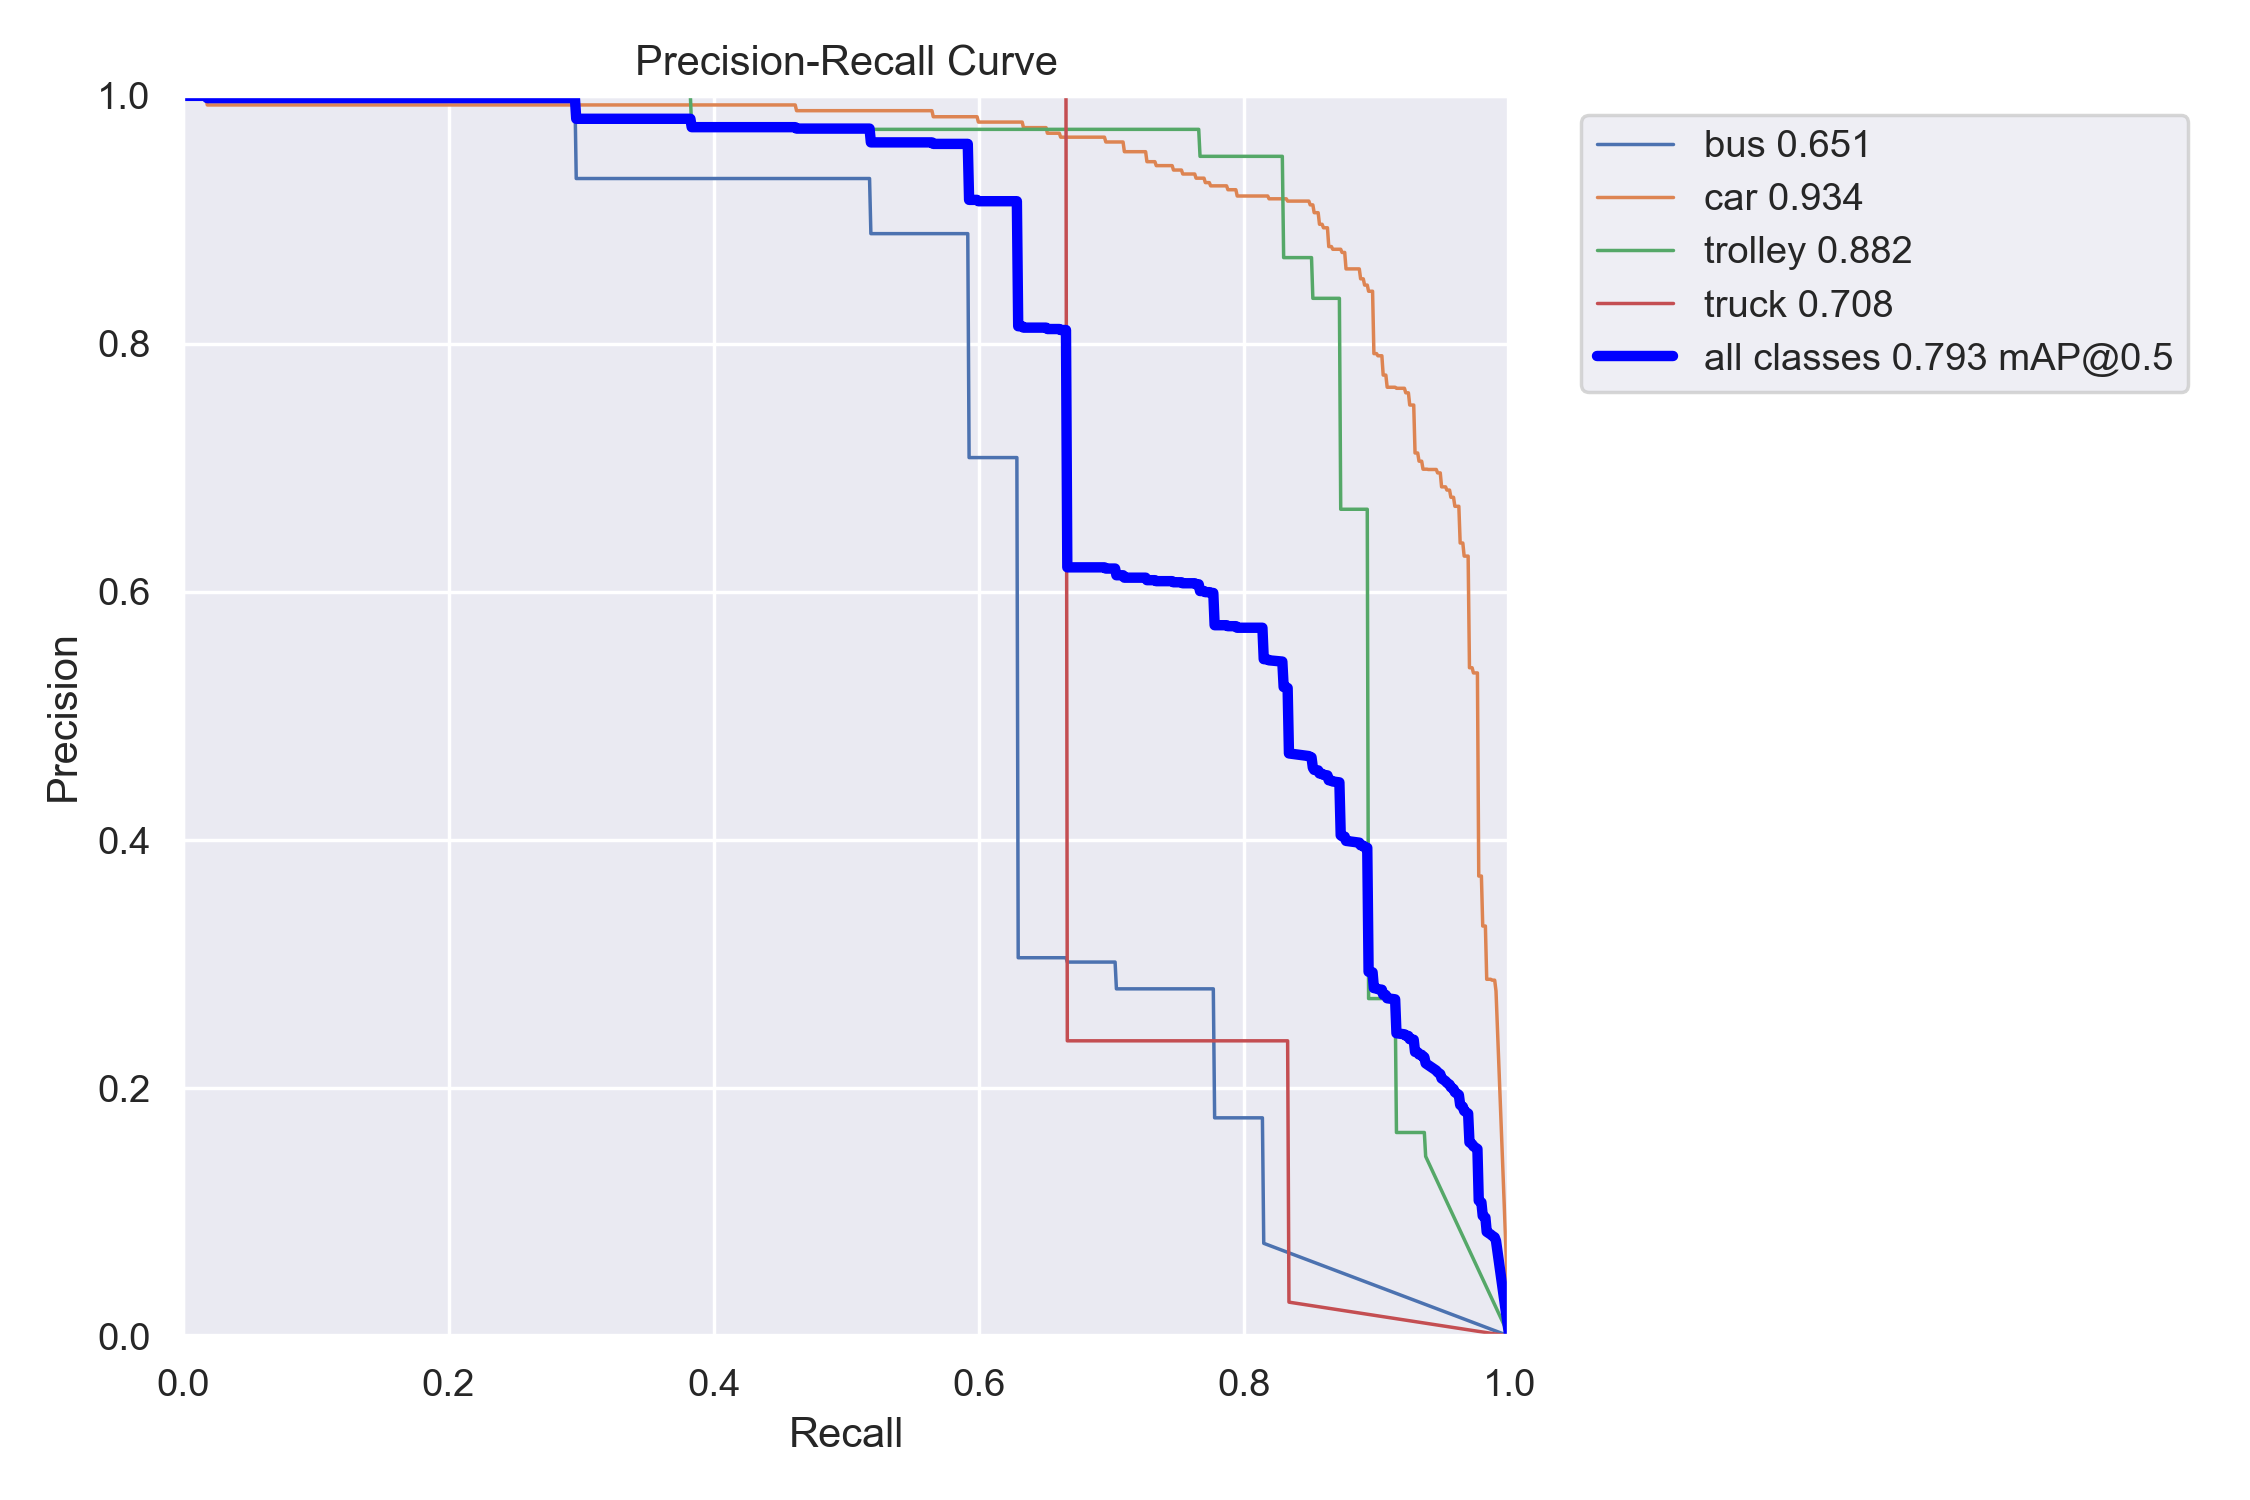 Precision-Recall Curve
1.0
0.8
0.6
0.4
0.2
0.0
Precision
0.0 0.2 0.4 0.6 0.8 1.0
Recall
bus 0.651
car 0.934
trolley 0.882
truck 0.708
all classes 0.793 mAP@0.5